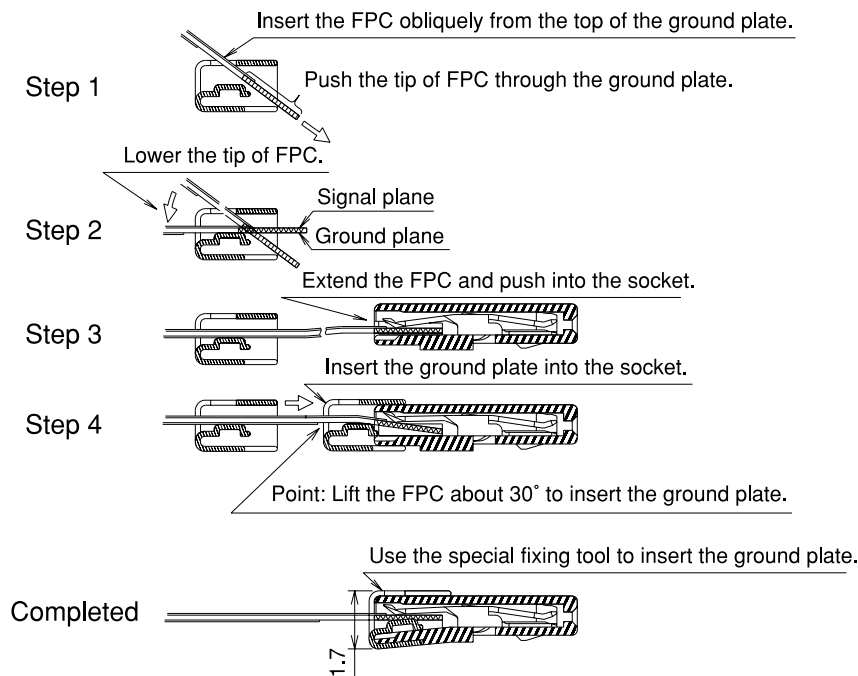 Insert the FPC obliquely from the top of the ground plate.
Step 1
Push the tip of FPC through the ground plate.
Lower the tip of FPC.
Signal plane
Step 2
Ground plane
Extend the FPC and push into the socket.
Step 3
Insert the ground plate into the socket.
Step 4
Point: Lift the FPC about 30° to insert the ground plate.
Use the special fixing tool to insert the ground plate.
Completed
1.7